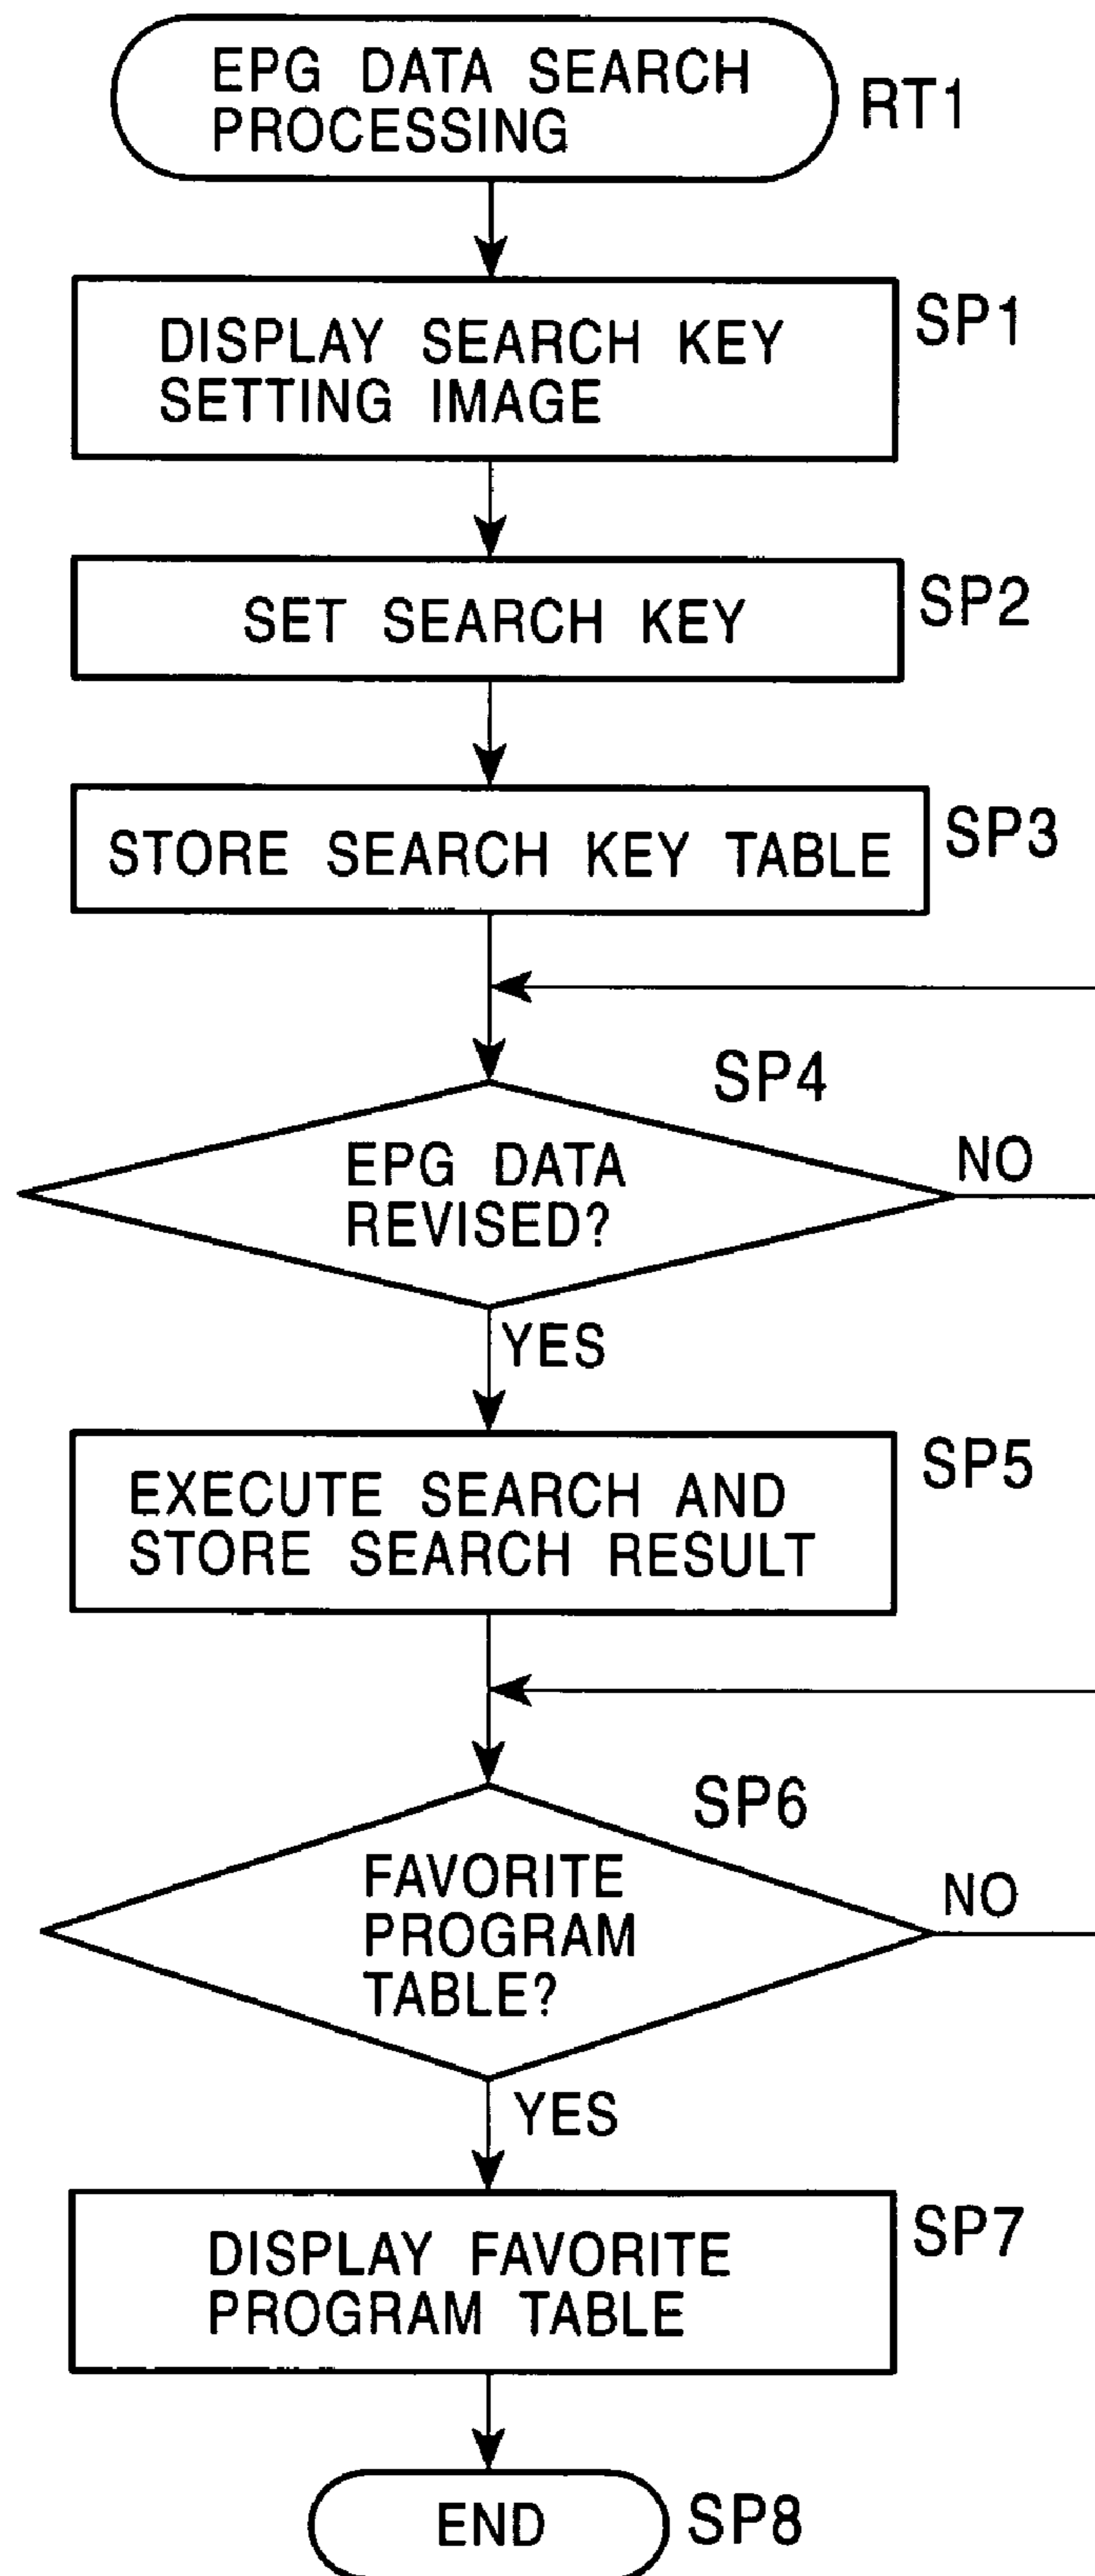 EPG DATA SEARCH
PROCESSING
RT1
DISPLAY SEARCH KEY
SETTING IMAGE
SP1
SET SEARCH KEY
SP2
STORE SEARCH KEY TABLE
SP3
SP4
EPG DATA
REVISED?
NO
YES
EXECUTE SEARCH AND
STORE SEARCH RESULT
SP5
SP6
FAVORITE
PROGRAM
TABLE?
NO
YES
DISPLAY FAVORITE
PROGRAM TABLE
SP7
END
SP8